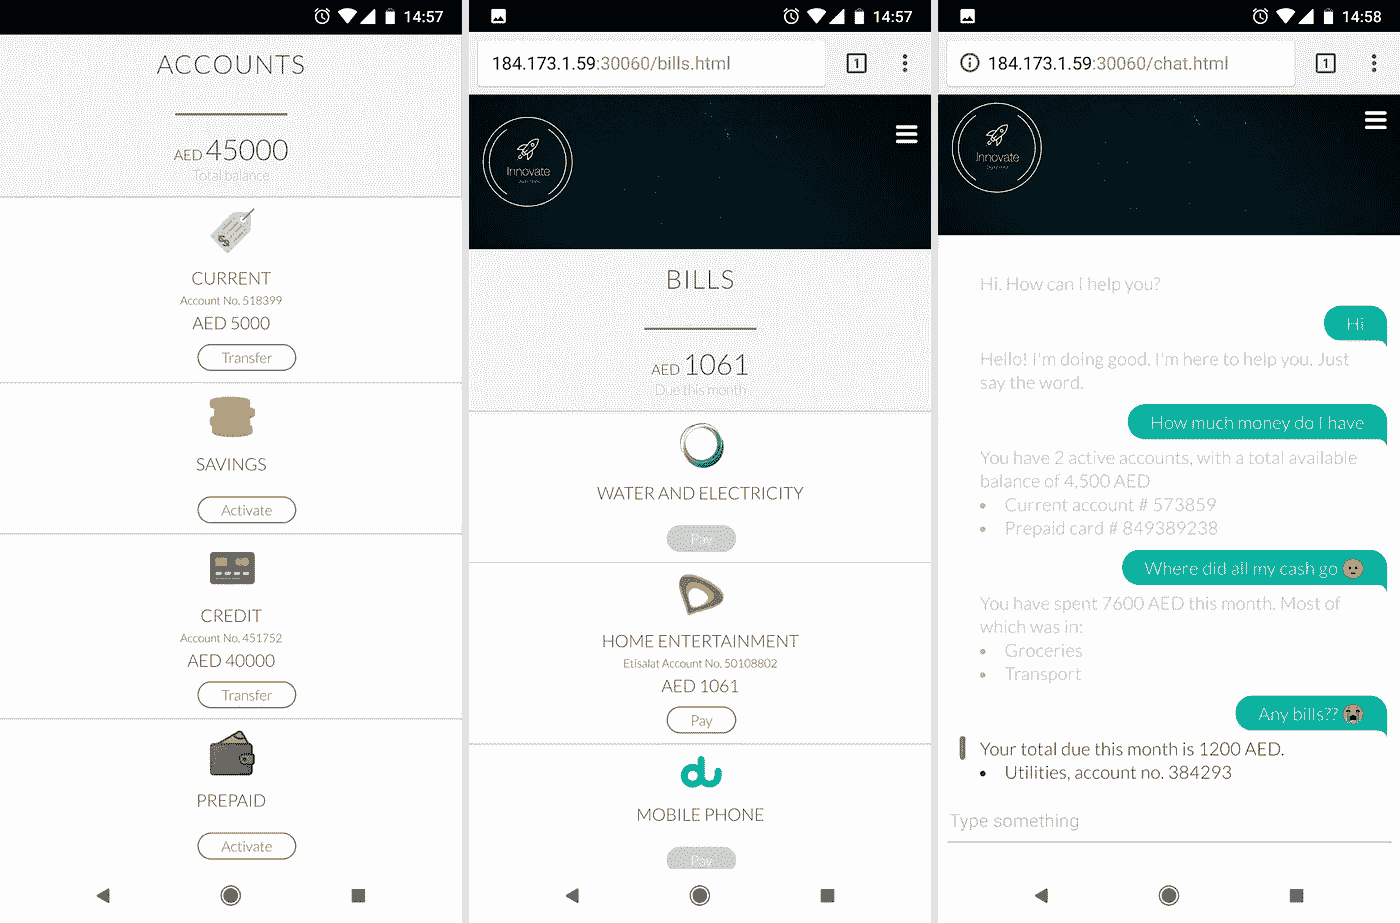 14:57
ACCOUNTS
AED 45000
Total balance
CURRENT
Account No. 518399
AED 5000
Transfer
SAVINGS
Activate
CREDIT
Account No. 451752
AED 40000
Transfer
PREPAID
Activate
14:57
184.173.1.59:30060/bills.html
1
Innovate
BILLS
AED 1061
Due this month
WATER AND ELECTRICITY
Pay
HOME ENTERTAINMENT
Etisalat Account No. 50108802
AED 1061
Pay
du
MOBILE PHONE
Pay
14:58
184.173.1.59:30060/chat.html
1
Innovate
Hi. How can I help you?
Hi
Hello! I'm doing good. I'm here to help you. Just
say the word.
How much money do I have
You have 2 active accounts, with a total available
balance of 4,500 AED
• Current account # 573859
• Prepaid card # 849389238
Where did all my cash go 😐
You have spent 7600 AED this month. Most of
which was in:
• Groceries
• Transport
Any bills?? 😭
Your total due this month is 1200 AED.
• Utilities, account no. 384293
Type something